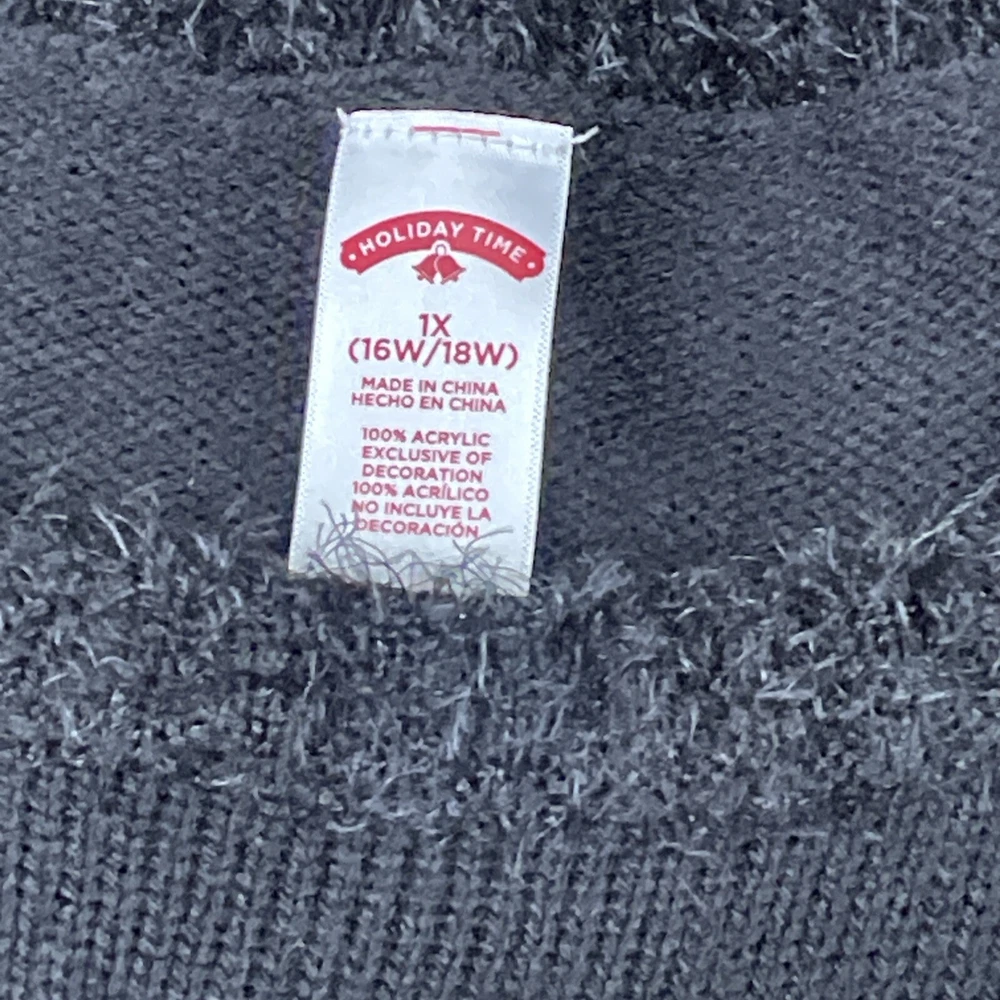 • HOLIDAY TIME •
1X
(16W/18W)
MADE IN CHINA
HECHO EN CHINA
100% ACRYLIC
EXCLUSIVE OF
DECORATION
100% ACRÍLICO
NO INCLUYE LA
DECORACIÓN